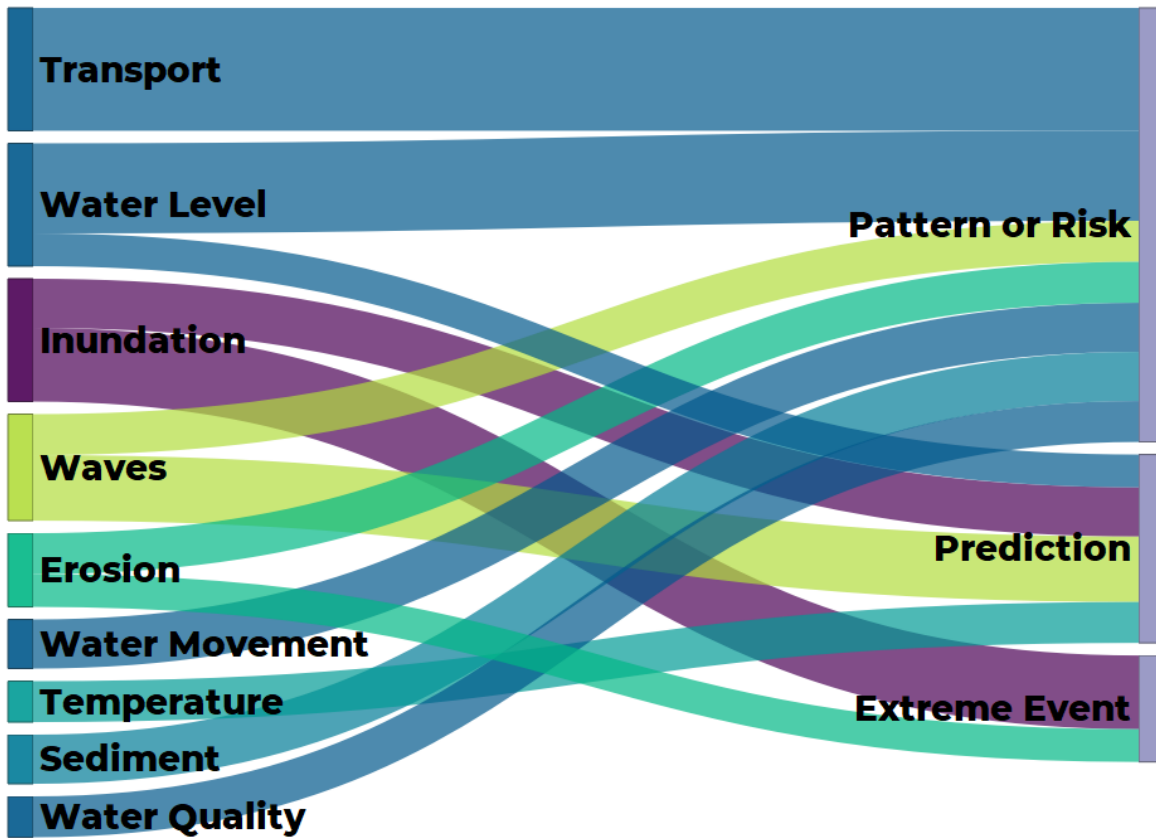 Transport
Water Level
Pattern or Risk
Inundation
Waves
Prediction
Erosion
Water Movement
Temperature
Extreme Event
Sediment
Water Quality